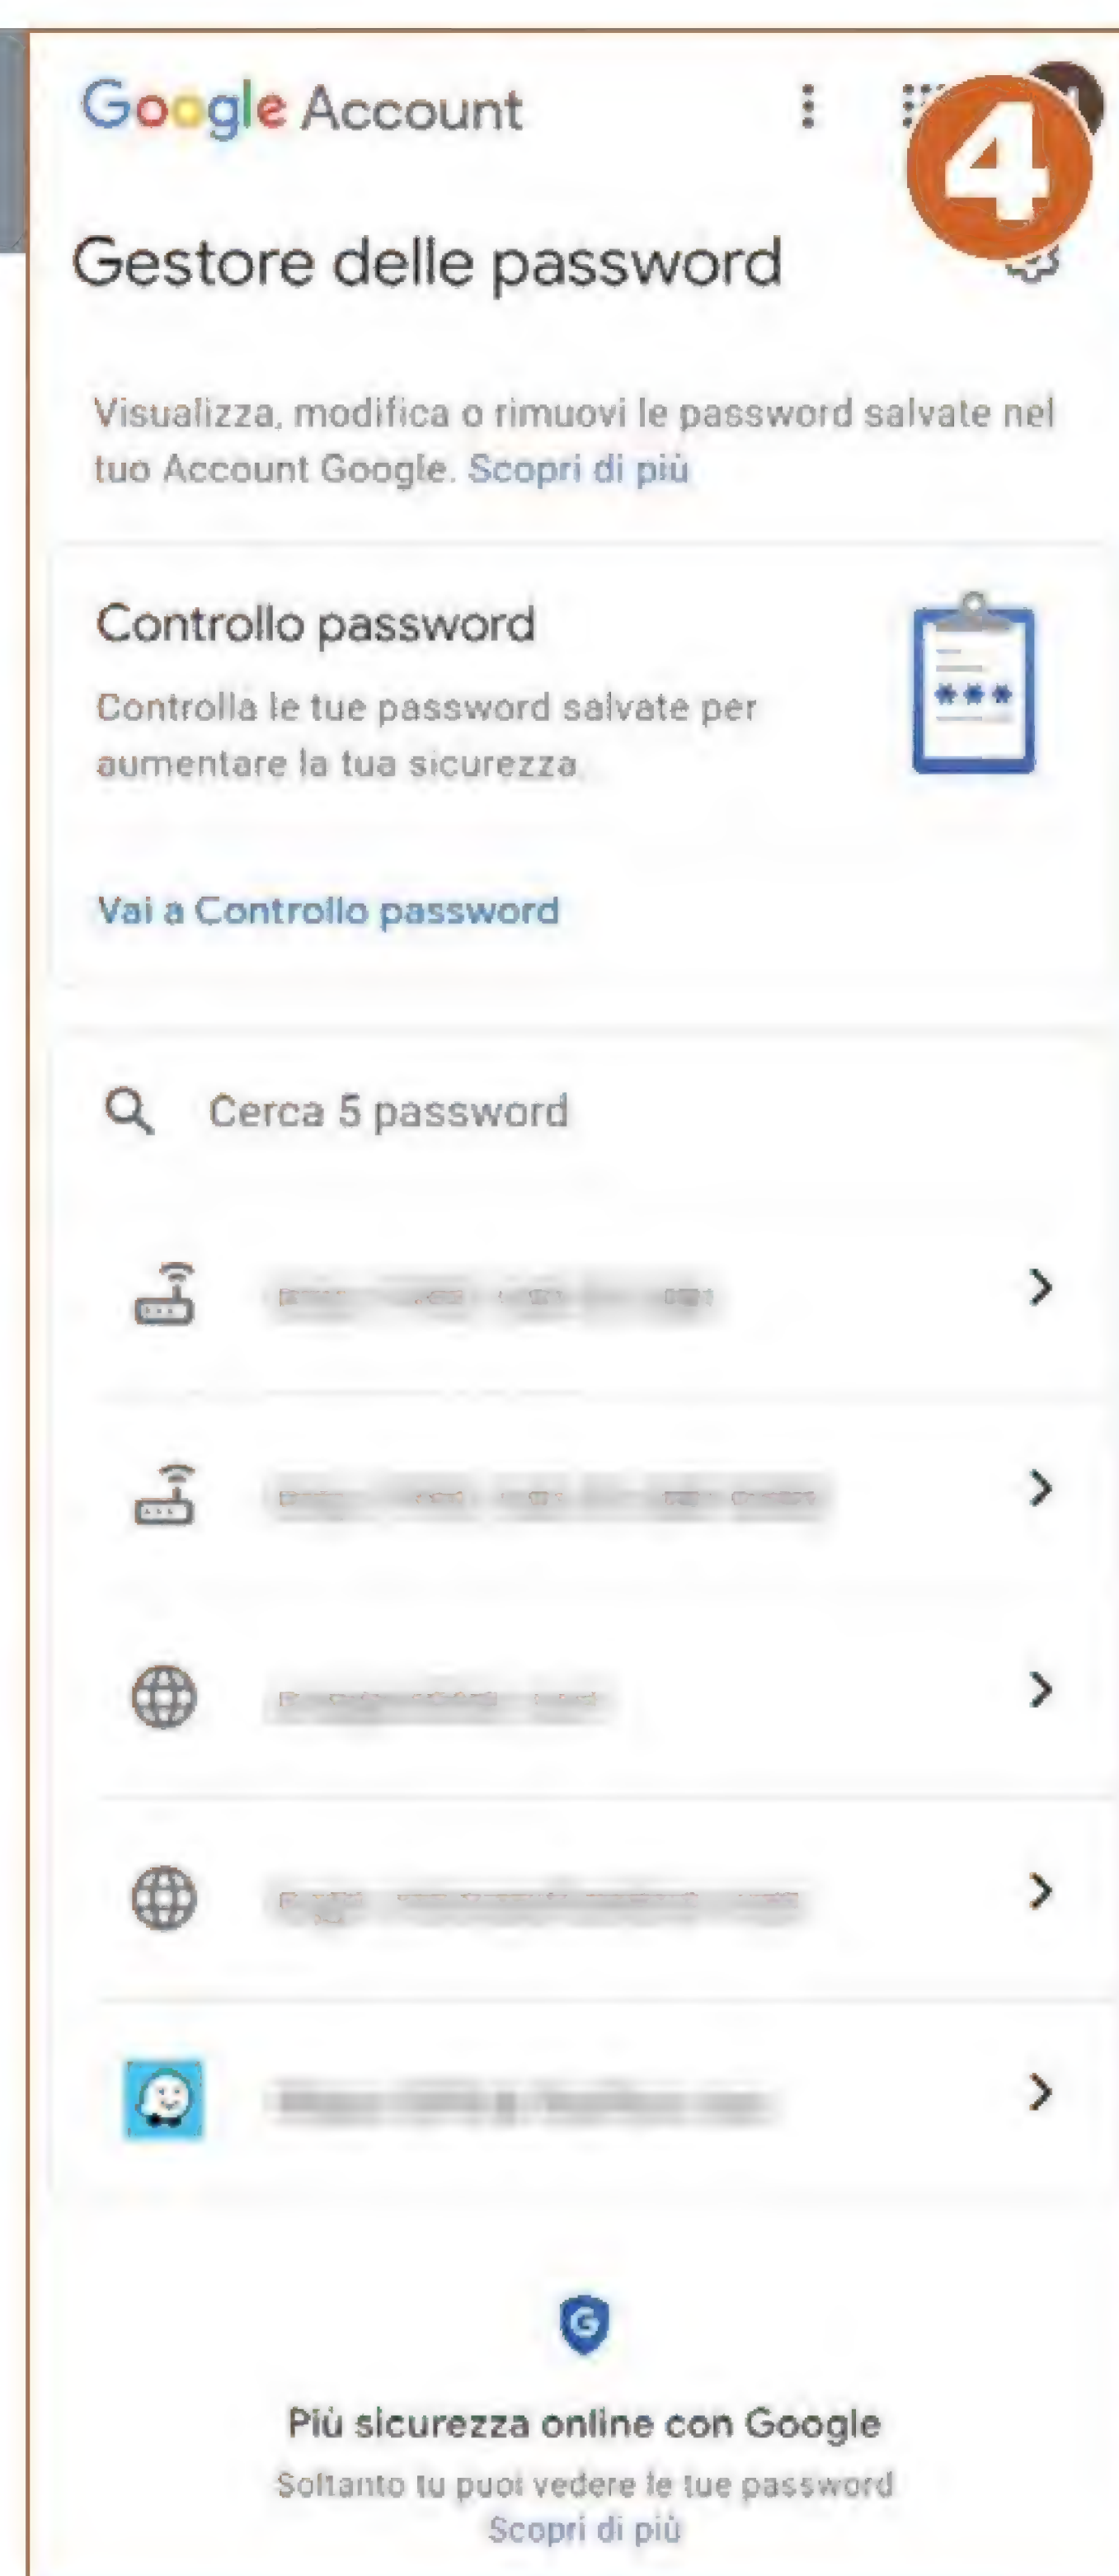 Google Account
4
Gestore delle password
Visualizza, modifica o rimuovi le password salvate nel
tuo Account Google. Scopri di più
Controllo password
Controlla le tue password salvate per
aumentare la tua sicurezza.
***
Vai a Controllo password
Cerca 5 password
G
Più sicurezza online con Google
Soltanto tu puoi vedere le tue password
Scopri di più